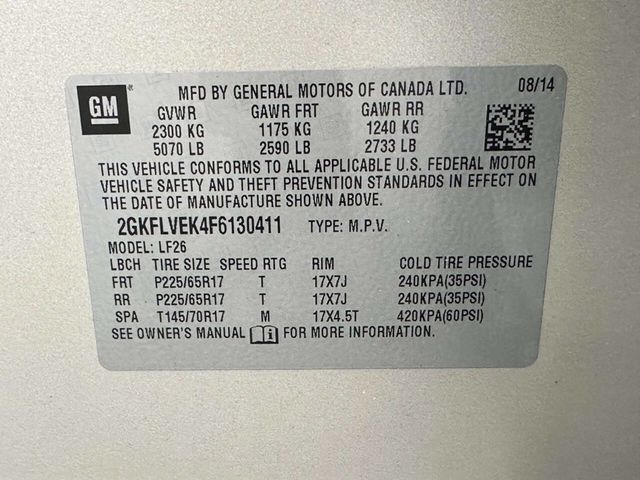 GM
MFD BY GENERAL MOTORS OF CANADA LTD. 08/14
GVWR GAWR FRT GAWR RR
2300 KG 1175 KG 1240 KG
5070 LB 2590 LB 2733 LB
THIS VEHICLE CONFORMS TO ALL APPLICABLE U.S. FEDERAL MOTOR
VEHICLE SAFETY AND THEFT PREVENTION STANDARDS IN EFFECT ON
THE DATE OF MANUFACTURE SHOWN ABOVE.
2GKFLVEK4F6130411 TYPE: M.P.V.
MODEL: LF26
LBCH TIRE SIZE SPEED RTG RIM COLD TIRE PRESSURE
FRT P225/65R17 T 17X7J 240KPA(35PSI)
RR P225/65R17 T 17X7J 240KPA(35PSI)
SPA T145/70R17 M 17X4.5T 420KPA(60PSI)
SEE OWNER'S MANUAL FOR MORE INFORMATION.